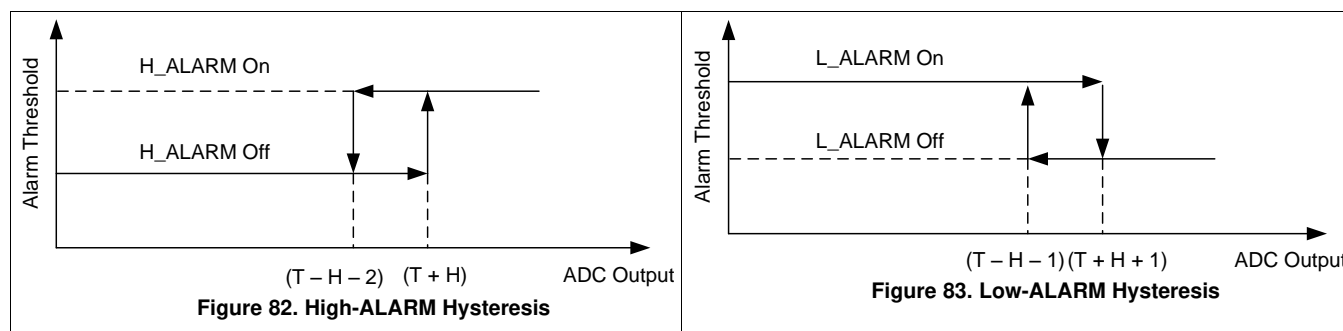 Alarm Threshold
H_ALARM On
H_ALARM Off
(T – H – 2) (T + H) ADC Output
Figure 82. High-ALARM Hysteresis
Alarm Threshold
L_ALARM On
L_ALARM Off
(T – H – 1) (T + H + 1) ADC Output
Figure 83. Low-ALARM Hysteresis